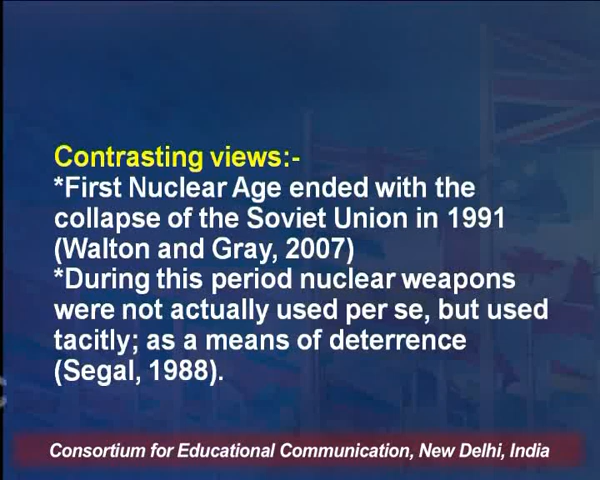 Contrasting views:-
*First Nuclear Age ended with the
collapse of the Soviet Union in 1991
(Walton and Gray, 2007)
*During this period nuclear weapons
were not actually used per se, but used
tacitly; as a means of deterrence
(Segal, 1988).
Consortium for Educational Communication, New Delhi, India